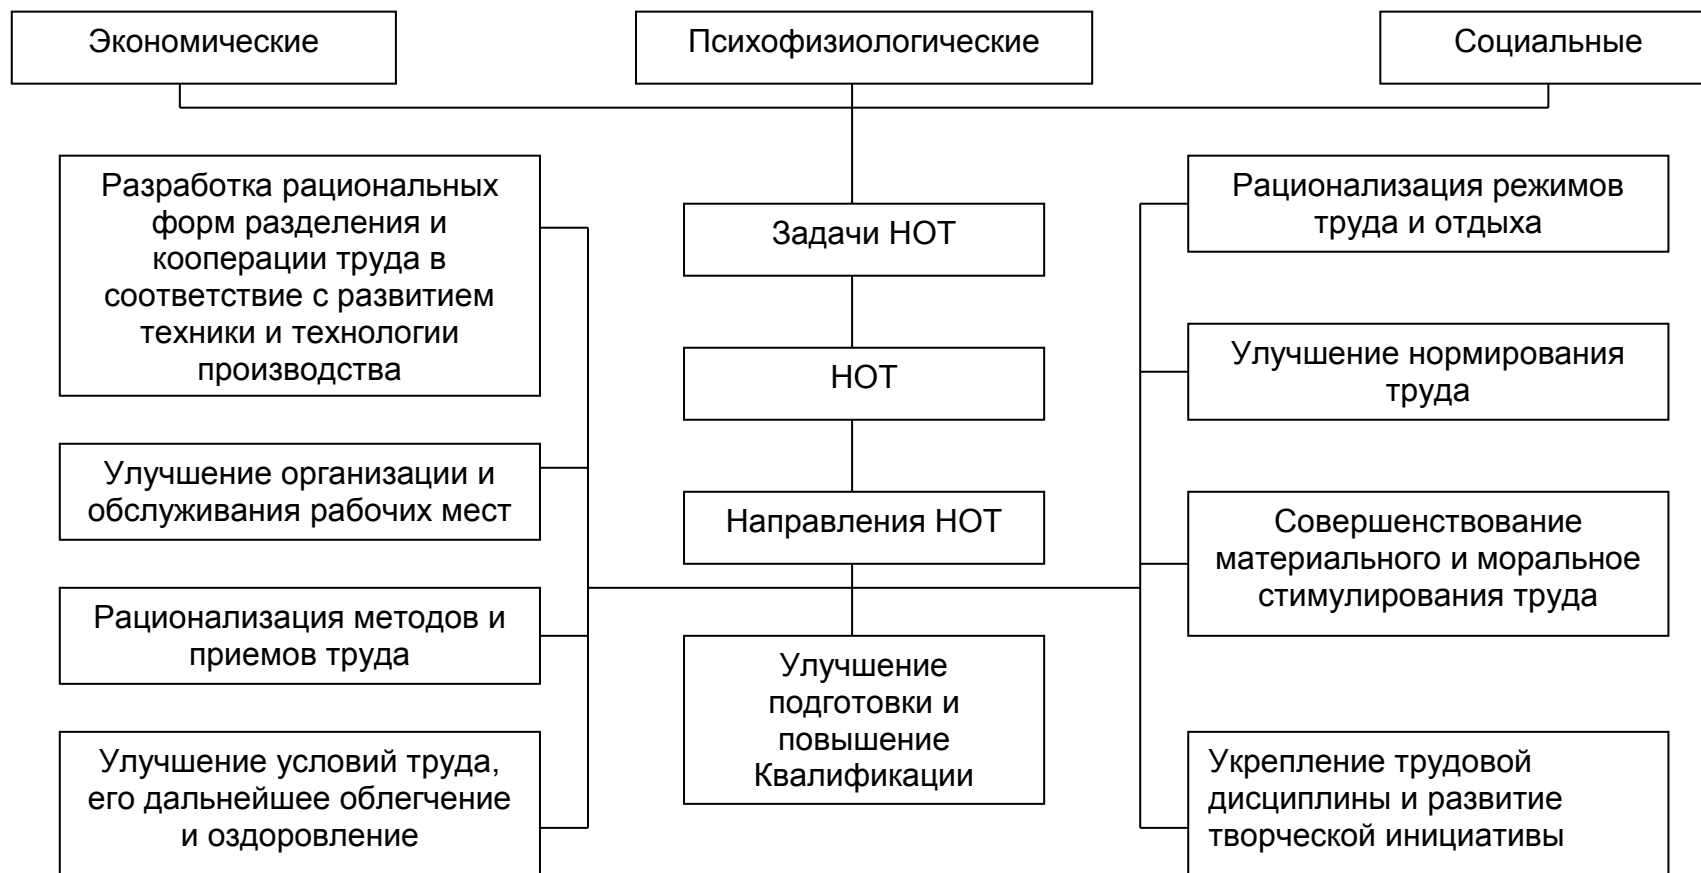 Экономические
Психофизиологические
Социальные
Разработка рациональных
форм разделения и
кооперации труда в
соответствие с развитием
техники и технологии
производства
Улучшение организации и
обслуживания рабочих мест
Рационализация методов и
приемов труда
Улучшение условий труда,
его дальнейшее облегчение
и оздоровление
Задачи НОТ
НОТ
Направления НОТ
Улучшение
подготовки и
повышение
Квалификации
Рационализация режимов
труда и отдыха
Улучшение нормирования
труда
Совершенствование
материального и моральное
стимулирования труда
Укрепление трудовой
дисциплины и развитие
творческой инициативы